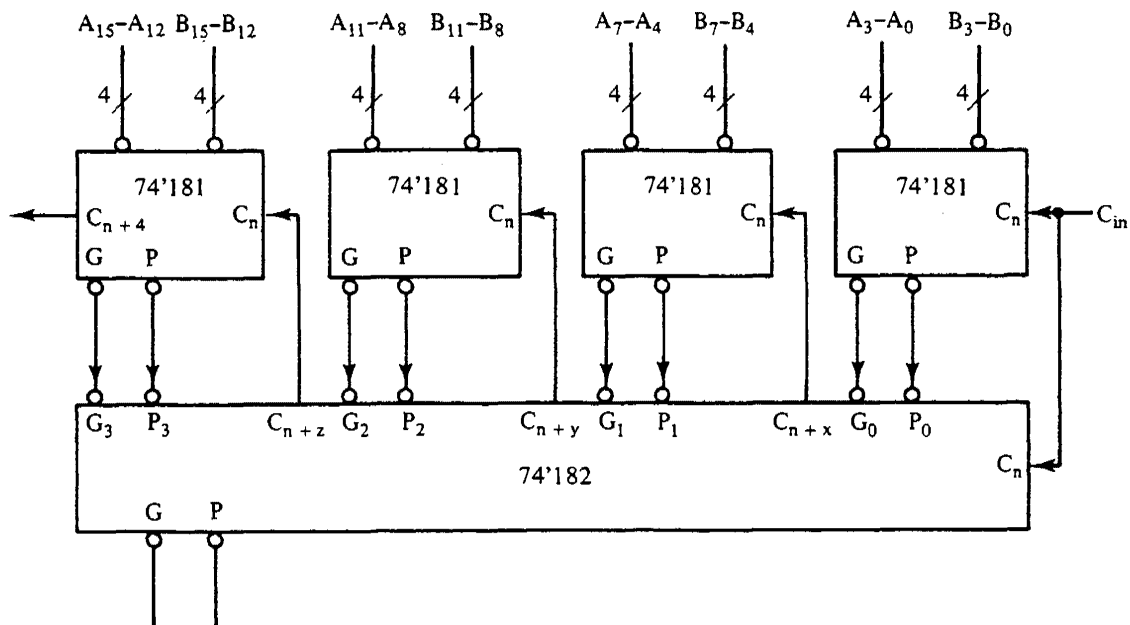 A₁₅–A₁₂ B₁₅–B₁₂ A₁₁–A₈ B₁₁–B₈ A₇–A₄ B₇–B₄ A₃–A₀ B₃–B₀
4 4 4 4 4 4 4 4
74'181 74'181 74'181 74'181
Cₙ₊₄ Cₙ Cₙ Cₙ Cₙ Cᵢₙ
G P G P G P G P
G₃ P₃ Cₙ₊z G₂ P₂ Cₙ₊y G₁ P₁ Cₙ₊ₓ G₀ P₀
Cₙ
74'182
G P